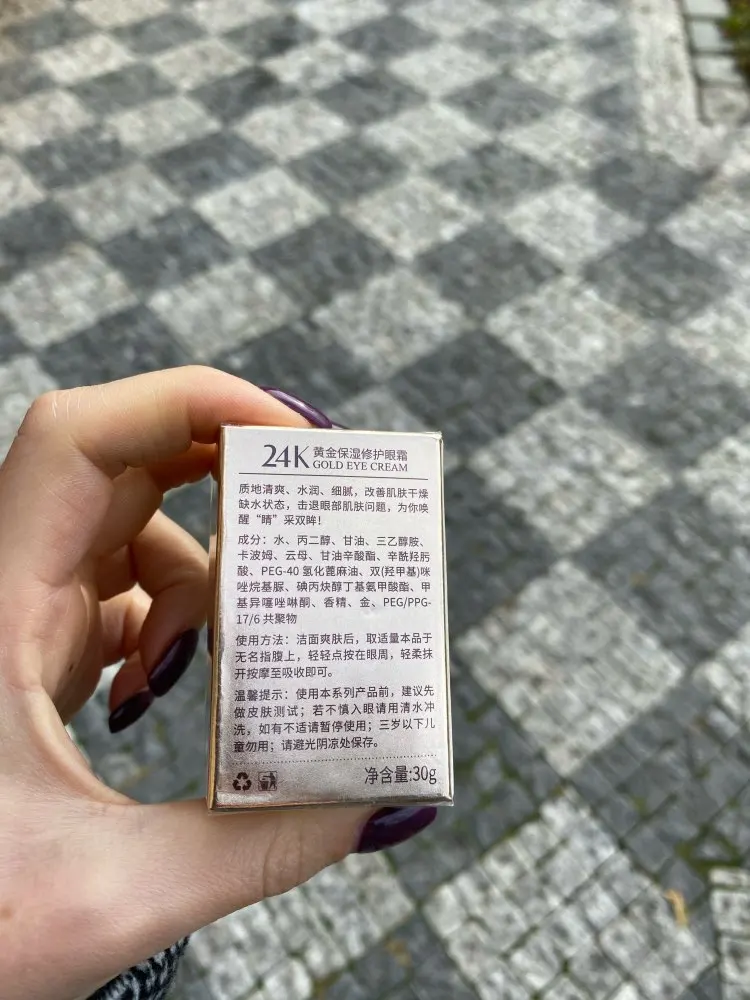 24K 黄金保湿修护眼霜
GOLD EYE CREAM
质地清爽、水润、细腻，改善肌肤干燥
缺水状态，击退眼部肌肤问题，为你唤
醒“睛”采双眸！
成分：水、丙二醇、甘油、三乙醇胺、
卡波姆、云母、甘油辛酸酯、辛酰羟肟
酸、PEG-40 氢化蓖麻油、双(羟甲基)咪
唑烷基脲、碘丙炔醇丁基氨甲酸酯、甲
基异噻唑啉酮、香精、金、PEG/PPG-
17/6 共聚物
使用方法：洁面爽肤后，取适量本品于
无名指腹上，轻轻点按在眼周，轻柔抹
开按摩至吸收即可。
温馨提示：使用本系列产品前，建议先
做皮肤测试；若不慎入眼请用清水冲
洗，如有不适请暂停使用；三岁以下儿
童勿用；请避光阴凉处保存。
净含量:30g